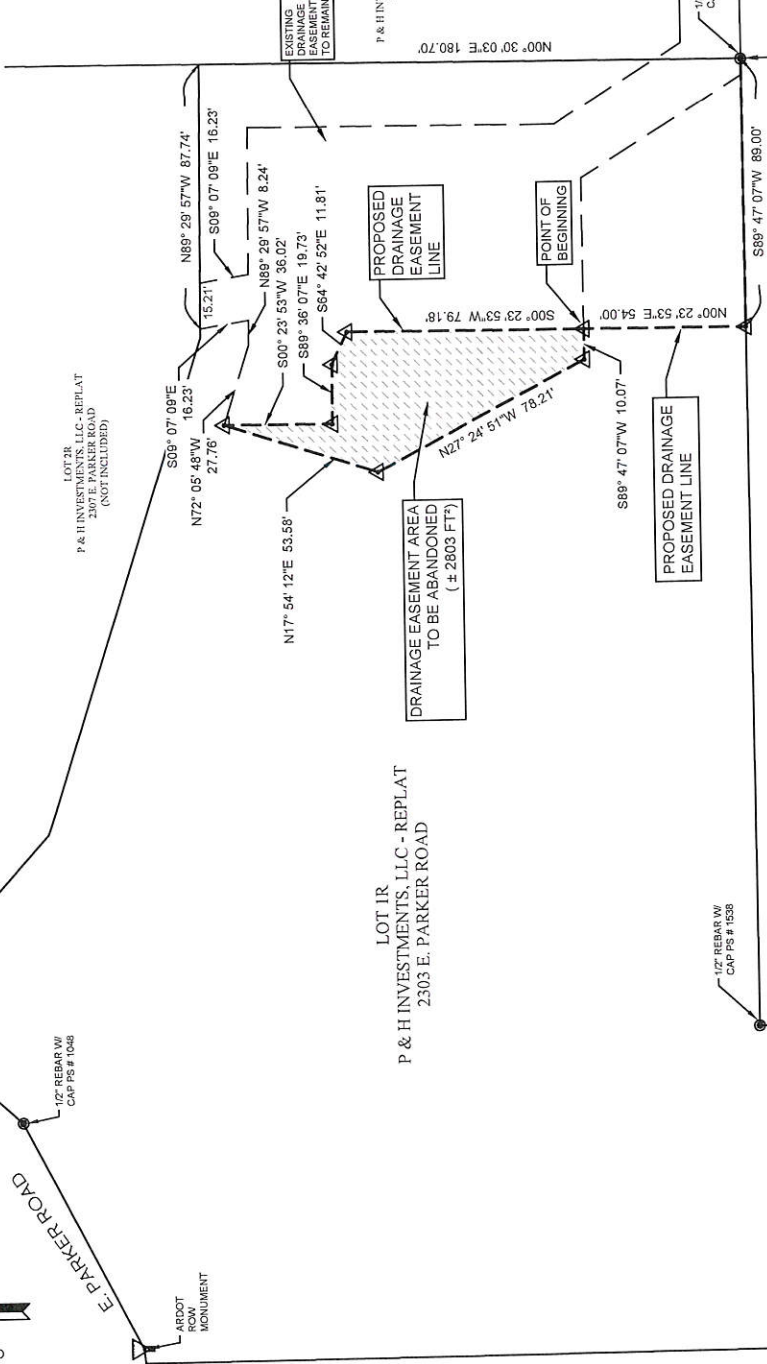 LOT 2R
P & H INVESTMENTS, LLC - REPLAT
2307 E. PARKER ROAD
(NOT INCLUDED)
EXISTING
DRAINAGE
EASEMENT
TO REMAIN
P & H IN
N00° 30' 03"E 180.70'
N89° 29' 57"W 87.74'
S09° 07' 09"E 16.23'
15.21'
N89° 29' 57"W 8.24'
S09° 07' 09"E
16.23'
N72° 05' 48"W
27.76'
S00° 23' 53"W 36.02'
S89° 36' 07"E 19.73'
S64° 42' 52"E 11.81'
N17° 54' 12"E 53.58'
PROPOSED
DRAINAGE
EASEMENT
LINE
S00° 23' 53"W 79.18'
POINT OF
BEGINNING
N27° 24' 51"W 78.21'
DRAINAGE EASEMENT AREA
TO BE ABANDONED
( ± 2803 FT²)
S89° 47' 07"W 10.07'
N00° 23' 53"E 54.00'
PROPOSED DRAINAGE
EASEMENT LINE
S89° 47' 07"W 89.00'
LOT 1R
P & H INVESTMENTS, LLC - REPLAT
2303 E. PARKER ROAD
1/2" REBAR W/
CAP PS # 1048
E. PARKER ROAD
ARDOT
ROW
MONUMENT
1/2" REBAR W/
CAP PS # 1538